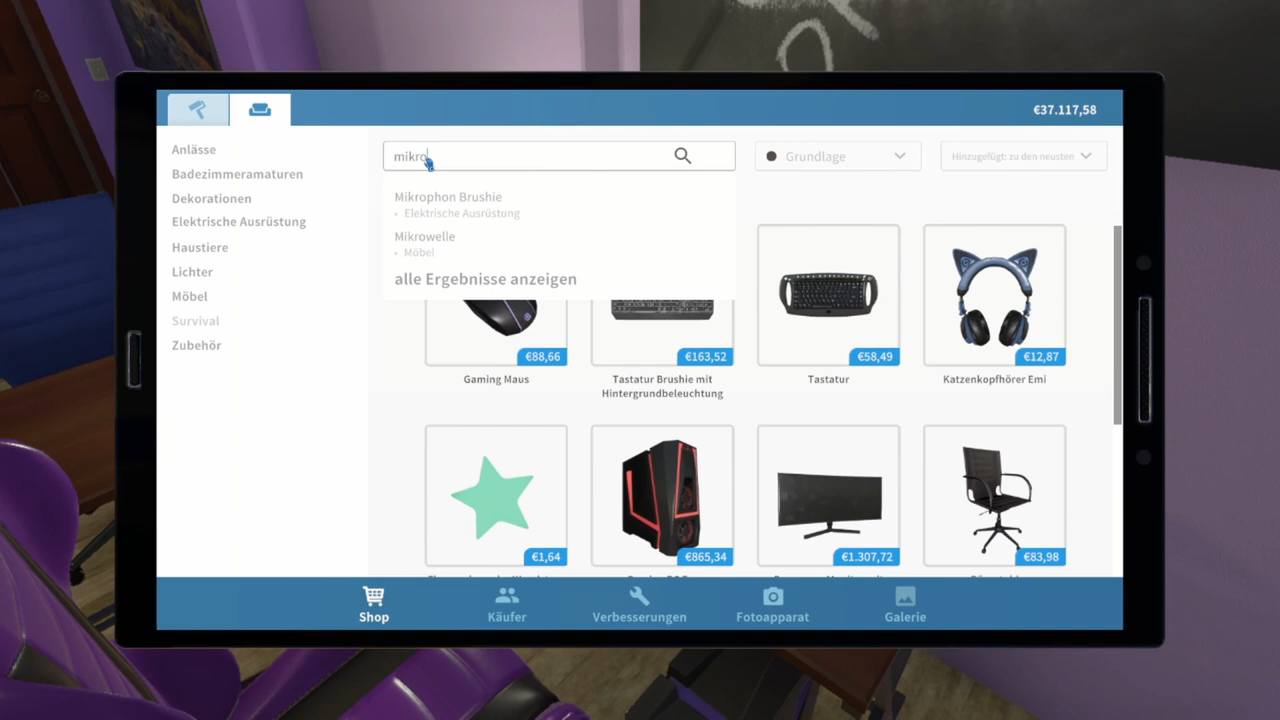 €37.117,58
mikro
Grundlage
Hinzugefügt: zu den neusten
Anlässe
Badezimmeramaturen
Dekorationen
Elektrische Ausrüstung
Haustiere
Lichter
Möbel
Survival
Zubehör
Mikrophon Brushie
• Elektrische Ausrüstung
Mikrowelle
• Möbel
alle Ergebnisse anzeigen
€88,66
€163,52
€58,49
€12,87
Gaming Maus
Tastatur Brushie mit
Hintergrundbeleuchtung
Tastatur
Katzenkopfhörer Emi
€1,64
€865,34
€1.307,72
€83,98
Shop
Käufer
Verbesserungen
Fotoapparat
Galerie